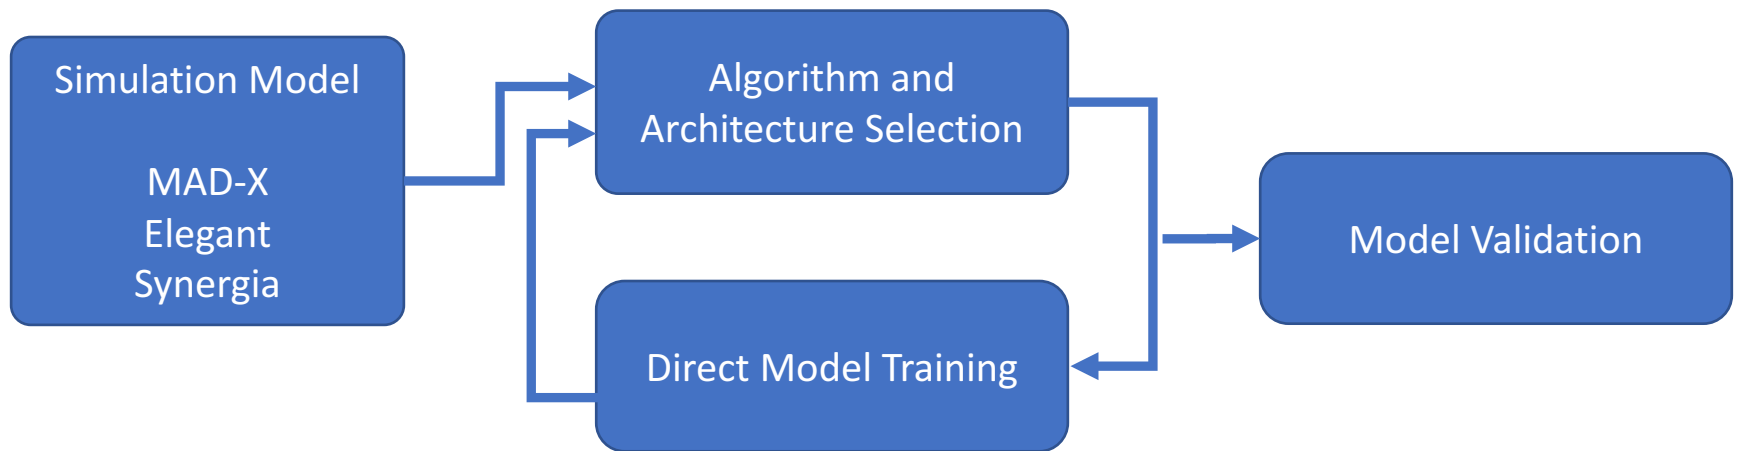 Simulation Model
MAD-X
Elegant
Synergia
Algorithm and
Architecture Selection
Direct Model Training
Model Validation